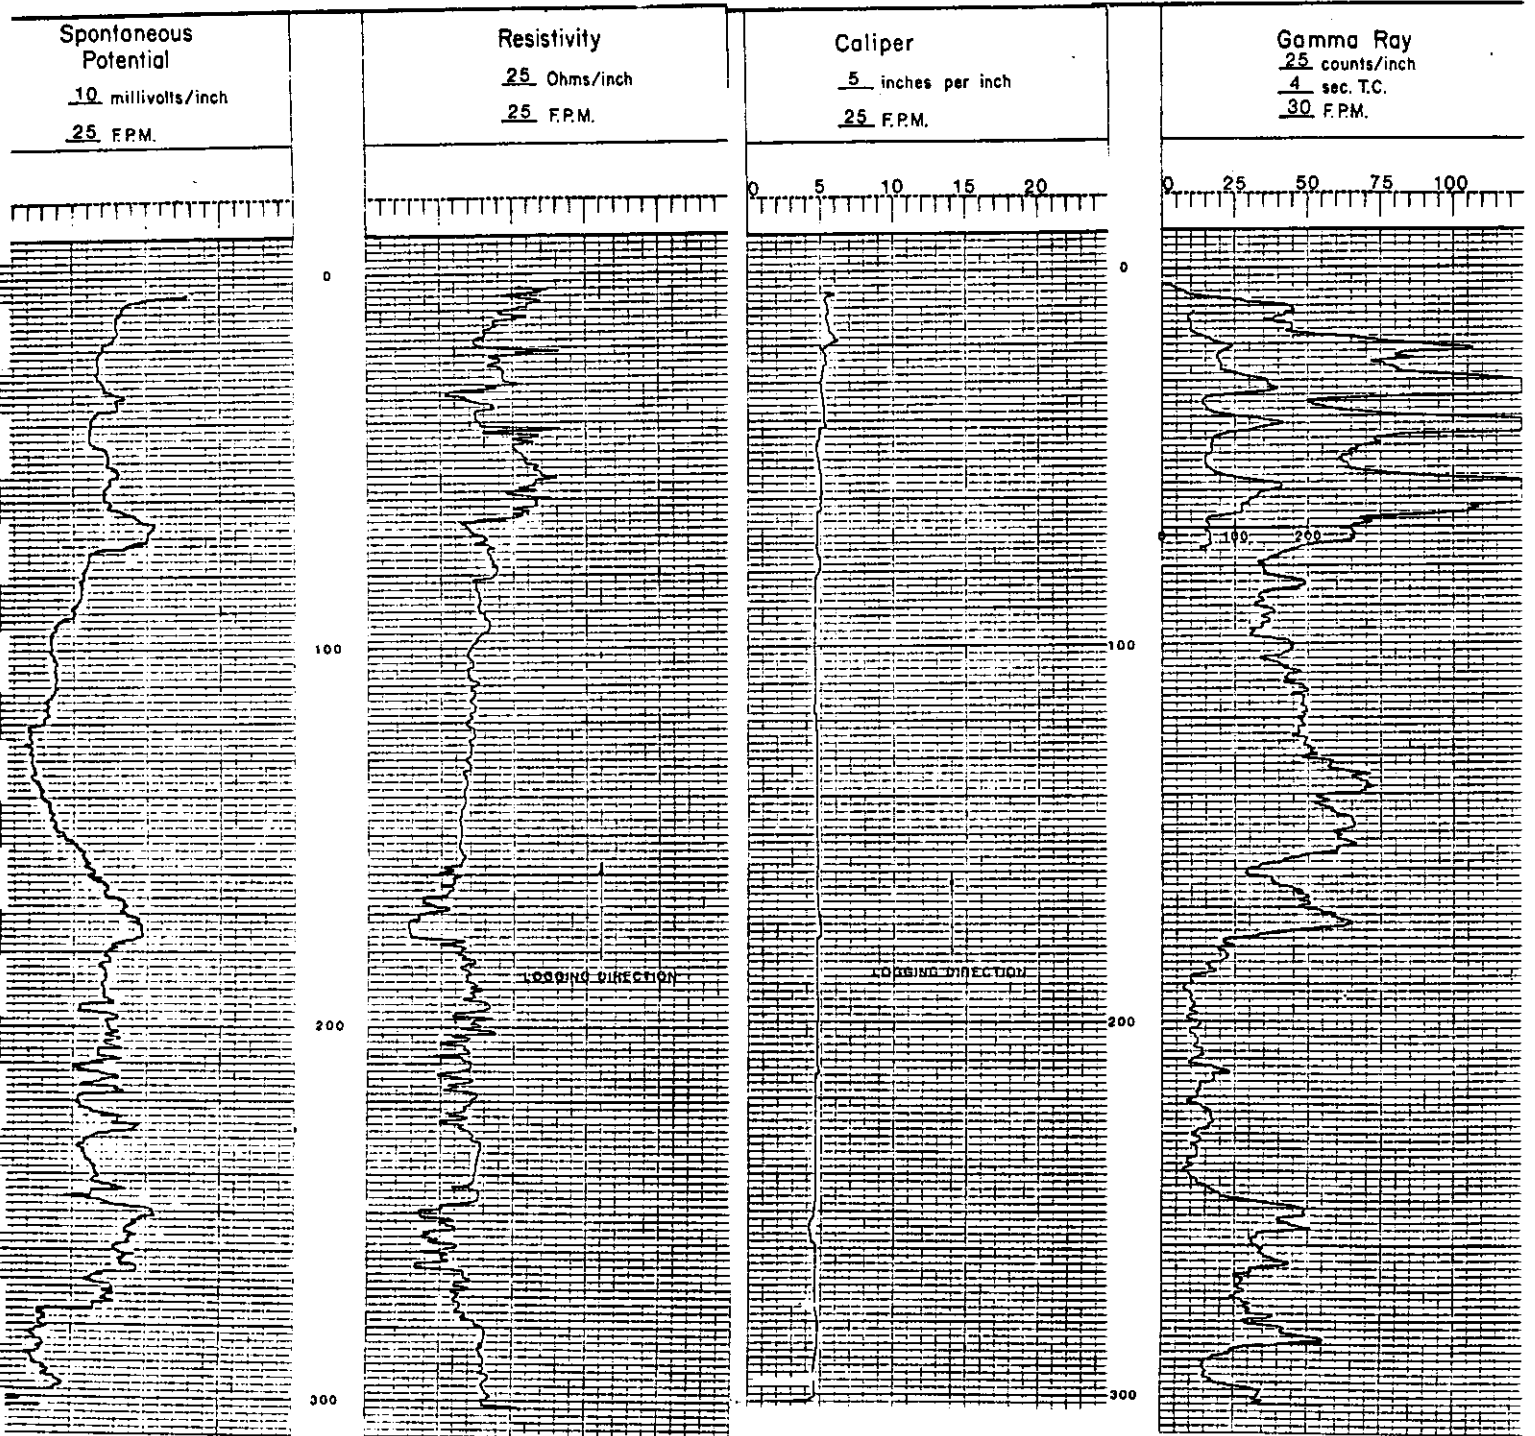 Spontaneous
Potential
10 millivolts/inch
25 F.P.M.
Resistivity
25 Ohms/inch
25 F.P.M.
Caliper
5 inches per inch
25 F.P.M.
Gamma Ray
25 counts/inch
4 sec. T.C.
30 F.P.M.
0 5 10 15 20
0 25 50 75 100
0
0
0 100 200
100
100
LOGGING DIRECTION
LOGGING DIRECTION
200
200
300
300